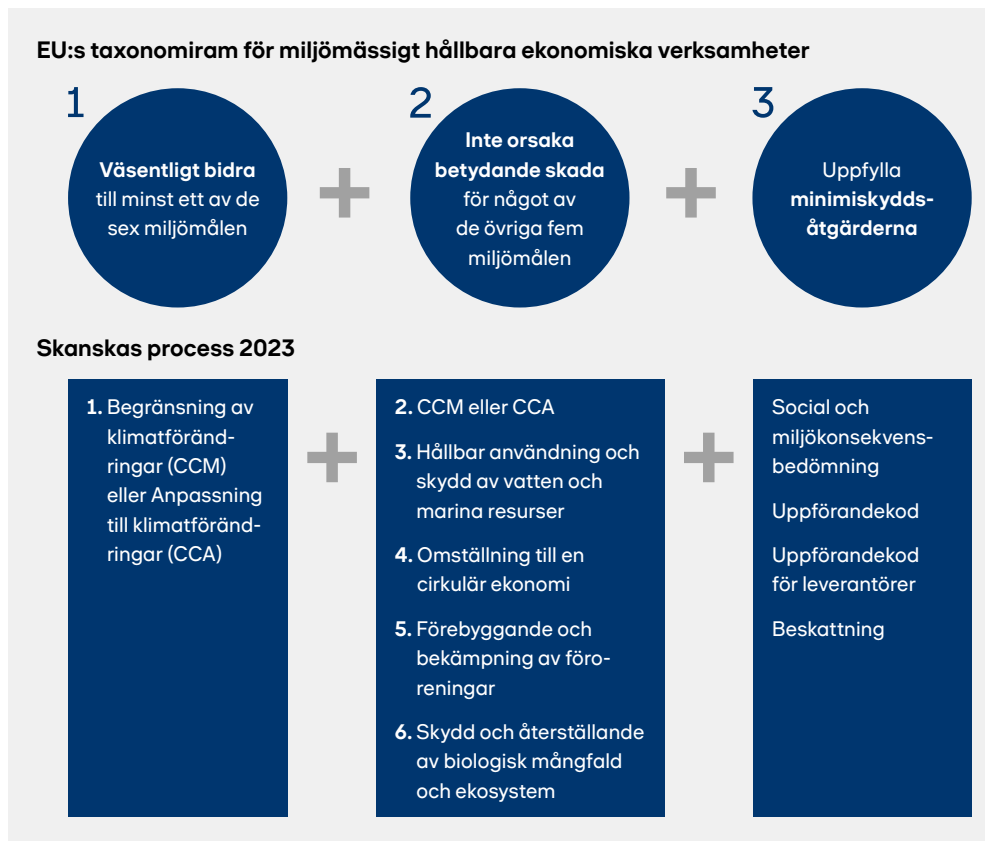 EU:s taxonomiram för miljömässigt hållbara ekonomiska verksamheter
1
Väsentligt bidra
till minst ett av de
sex miljömålen
+
2
Inte orsaka
betydande skada
för något av
de övriga fem
miljömålen
+
3
Uppfylla
minimiskydds-
åtgärderna
Skanskas process 2023
1. Begränsning av
klimatföränd-
ringar (CCM)
eller Anpassning
till klimatföränd-
ringar (CCA)
+
2. CCM eller CCA
3. Hållbar användning och
skydd av vatten och
marina resurser
4. Omställning till en
cirkulär ekonomi
5. Förebyggande och
bekämpning av föro-
reningar
6. Skydd och återställande
av biologisk mångfald
och ekosystem
+
Social och
miljökonsekvens-
bedömning
Uppförandekod
Uppförandekod
för leverantörer
Beskattning